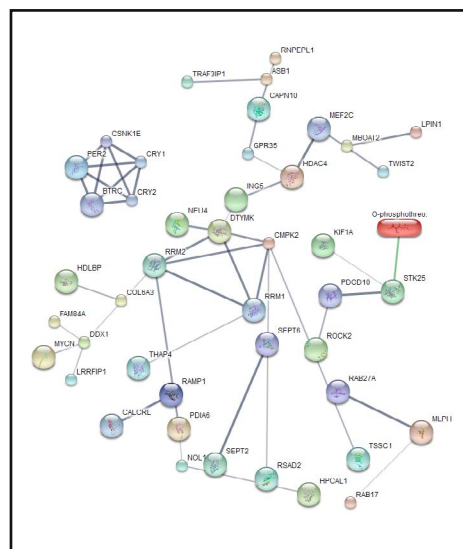 RNPEPL1
TRAF3IP1
ASB1
CAPN10
MEF2C
LPIN1
CSNK1E
MBOAT2
PER2
CRY1
GPR35
HDAC4
TWIST2
BTRC
CRY2
ING5
NEU4
DTYMK
O-phosphothreo.
CMPK2
KIF1A
RRM2
STK25
HDLBP
PDCD10
COL6A3
RRM1
FAM84A
SEPT6
DDX1
ROCK2
MYCN
THAP4
LRRFIP1
RAMP1
RAB27A
CALCRL
PDIA6
MLPH
NOL1
SEPT2
TSSC1
RSAD2
HPCAL1
RAB17